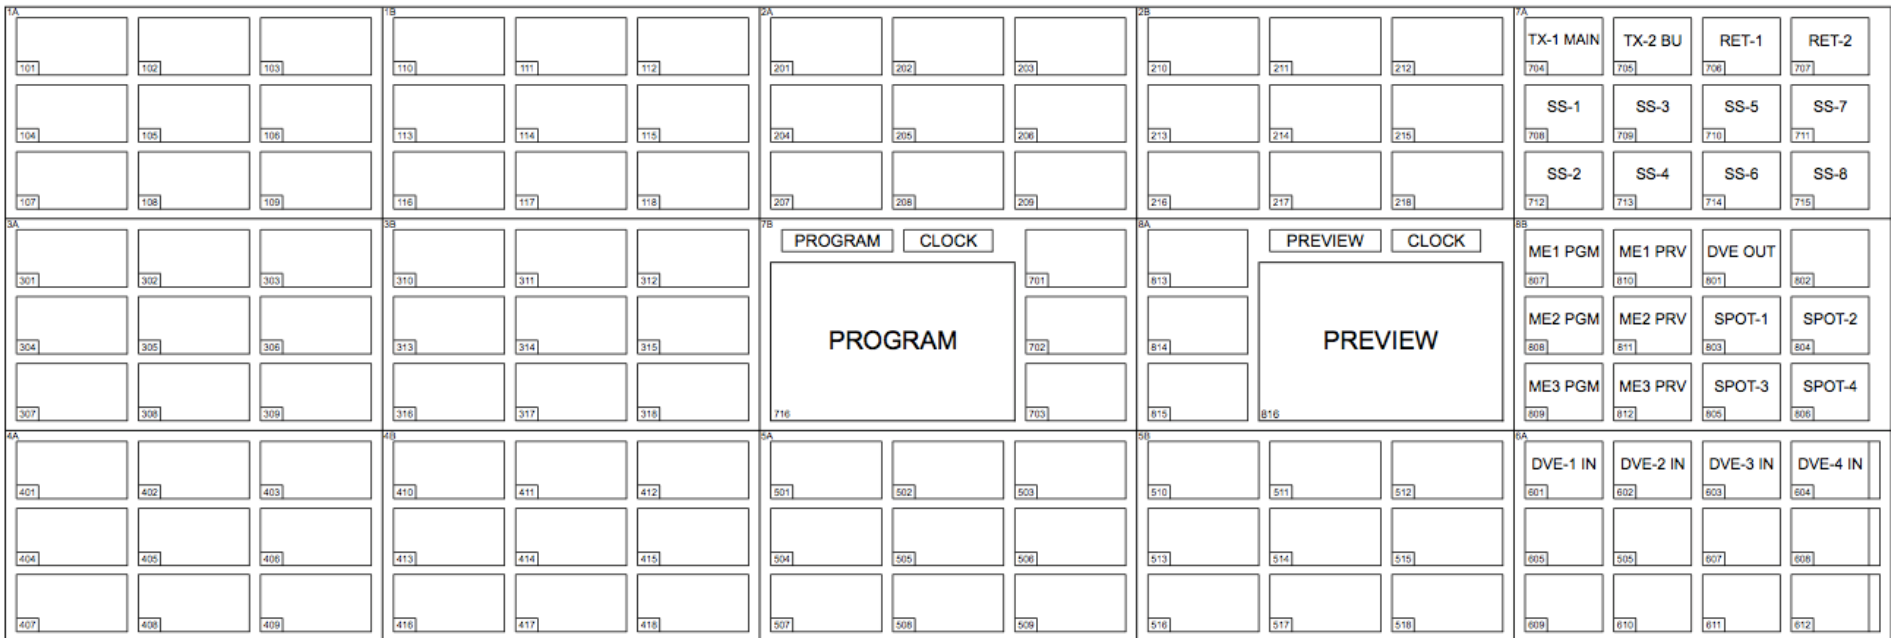 1A 1B 2A 2B 7A
TX-1 MAIN TX-2 BU RET-1 RET-2
101 102 103 110 111 112 201 202 203 210 211 212 704 705 706 707
SS-1 SS-3 SS-5 SS-7
104 105 106 113 114 115 204 205 206 213 214 215 708 709 710 711
SS-2 SS-4 SS-6 SS-8
107 108 109 116 117 118 207 208 209 216 217 218 712 713 714 715
3A 3B 7B 8A 8B
PROGRAM CLOCK PREVIEW CLOCK
ME1 PGM ME1 PRV DVE OUT
301 302 303 310 311 312 701 813 807 810 801 802
ME2 PGM ME2 PRV SPOT-1 SPOT-2
PROGRAM PREVIEW
304 305 306 313 314 315 702 814 808 811 803 804
ME3 PGM ME3 PRV SPOT-3 SPOT-4
307 308 309 316 317 318 716 703 815 816 809 812 805 806
4A 4B 5A 5B 6A
DVE-1 IN DVE-2 IN DVE-3 IN DVE-4 IN
401 402 403 410 411 412 501 502 503 510 511 512 601 602 603 604
404 405 406 413 414 415 504 505 506 513 514 515 605 505 607 608
407 408 409 416 417 418 507 508 509 516 517 518 609 610 611 612